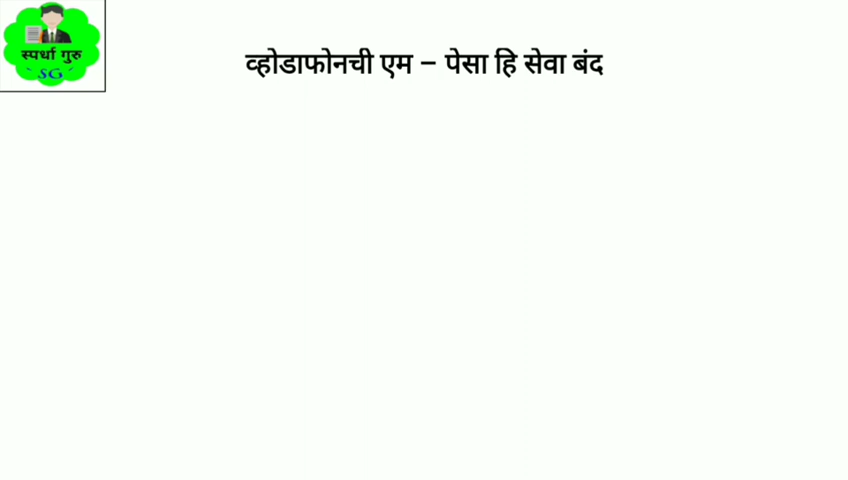 स्पर्धा गुरु
` SG ´
व्होडाफोनची एम – पेसा हि सेवा बंद